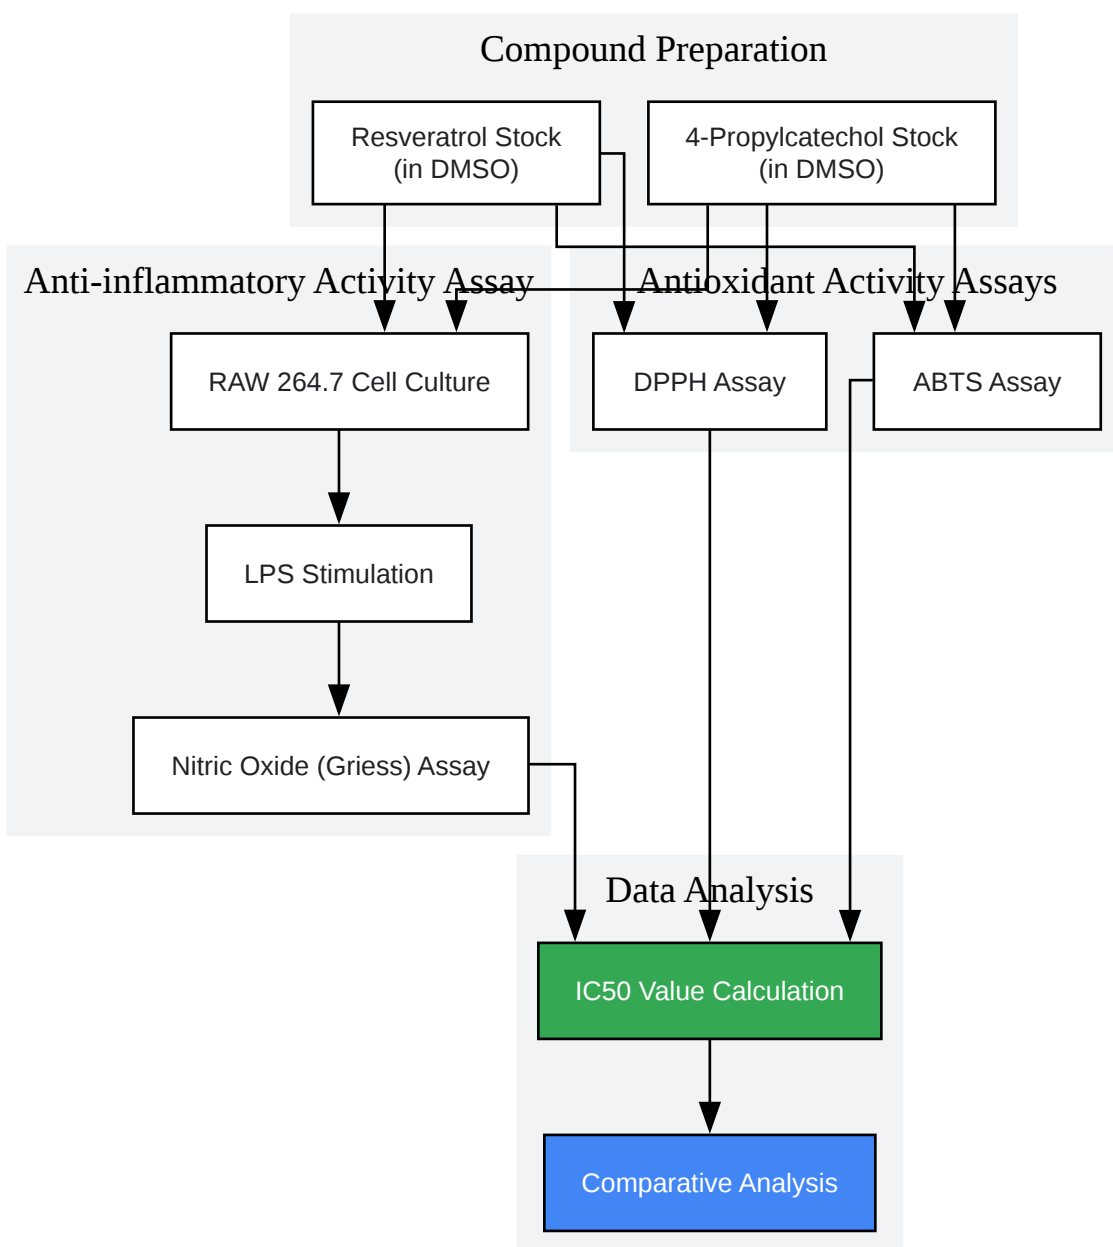 Compound Preparation
Resveratrol Stock
(in DMSO)
4-Propylcatechol Stock
(in DMSO)
Anti-inflammatory Activity Assay
Antioxidant Activity Assays
RAW 264.7 Cell Culture
DPPH Assay
ABTS Assay
LPS Stimulation
Nitric Oxide (Griess) Assay
Data Analysis
IC50 Value Calculation
Comparative Analysis